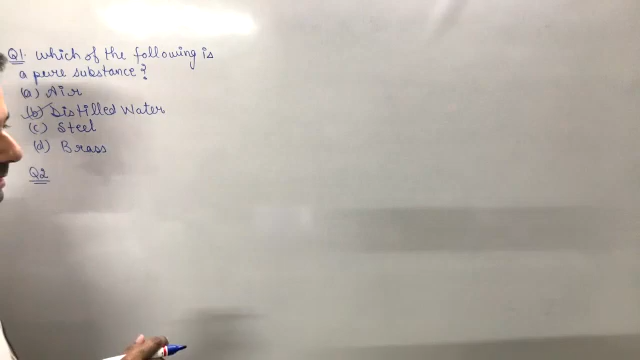 Q1. Which of the following is
a pure substance?
(a) Air
(b) Distilled Water
(c) Steel
(d) Brass
Q2